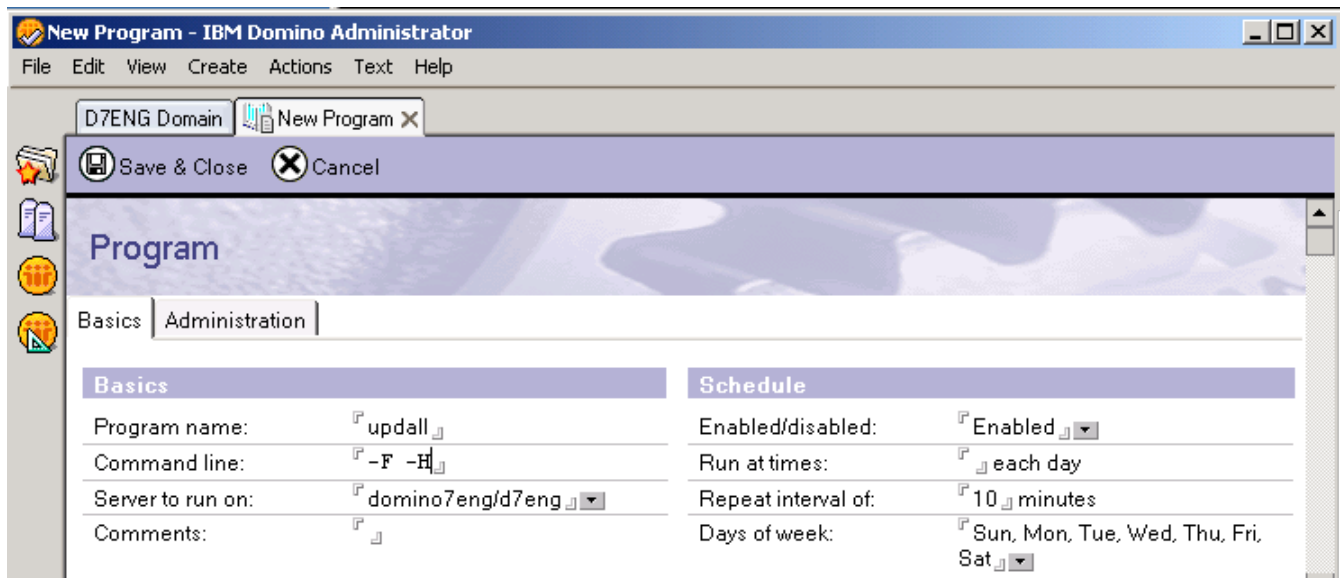 New Program - IBM Domino Administrator
File Edit View Create Actions Text Help
D7ENG Domain New Program
Save & Close Cancel
Program
Basics Administration
Basics
Program name: updall
Command line: -F -H
Server to run on: domino7eng/d7eng
Comments:
Schedule
Enabled/disabled: Enabled
Run at times: each day
Repeat interval of: 10 minutes
Days of week: Sun, Mon, Tue, Wed, Thu, Fri,
Sat